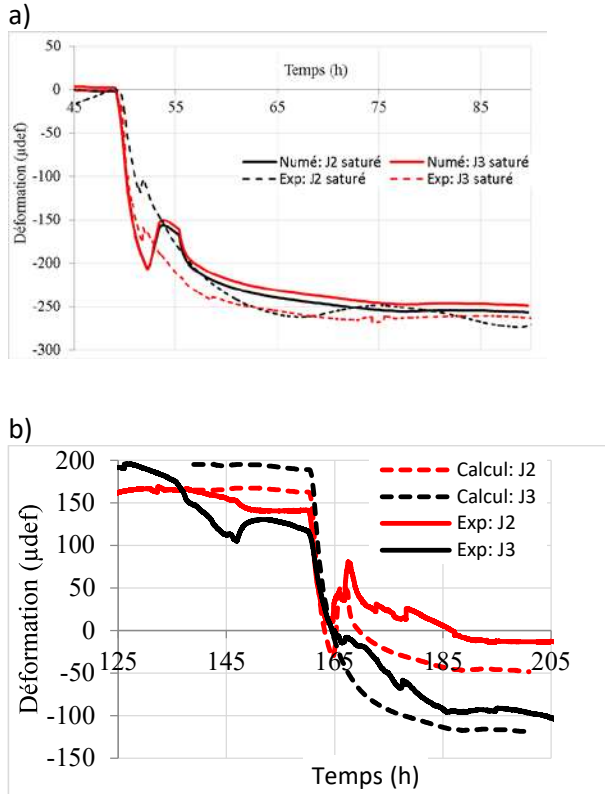 a)
50
Temps (h)
0
45 55 65 75 85
-50
Déformation (µdef)
Numé: J2 saturé Numé: J3 saturé
Exp: J2 saturé Exp: J3 saturé
-100
-150
-200
-250
-300
b)
200
Calcul: J2
150
Calcul: J3
Exp: J2
100
Exp: J3
50
Déformation (µdef)
0
125 145 165 185 205
-50
-100
-150
Temps (h)